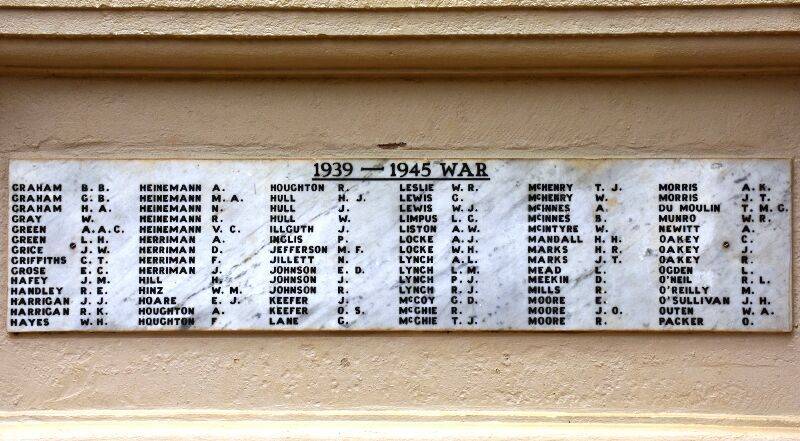 1939 — 1945 WAR
GRAHAM B. B.
GRAHAM G. B.
GRAHAM N. A.
GRAY W.
GREEN A. A. C.
GREEN L. H.
GRICE J. W.
GRIFFITHS C. T.
GROSE E. C.
HAFEY J. M.
HANDLEY R. E.
HARRIGAN J. J.
HARRIGAN R. K.
HAYES W. H.
HEINEMANN A.
HEINEMANN M. A.
HEINEMANN N.
HEINEMANN R.
HEINEMANN V. C.
HERRIMAN A.
HERRIMAN D.
HERRIMAN F.
HERRIMAN J.
HILL H.
HINZ W. M.
HOARE E. J.
HOUGHTON A.
HOUGHTON F.
HOUGHTON R.
HULL H. J.
HULL J.
HULL W.
ILLGUTH J.
INGLIS P.
JEFFERSON M. F.
JILLETT N.
JOHNSON E. D.
JOHNSON J.
JOHNSON R.
KEEFER J.
KEEFER O. S.
LANE C.
LESLIE W. R.
LEWIS G.
LEWIS W. J.
LIMPUS L. C.
LISTON A. W.
LOCKE A. J.
LOCKE W. H.
LYNCH A. L.
LYNCH L. M.
LYNCH P. J.
LYNCH R. J.
McCOY G. D.
McGHIE R.
McGHIE T. J.
McHENRY T. J.
McHENRY W.
McINNES A.
McINNES B.
McINTYRE W.
MANDALL H. H.
MARKS H. R.
MARKS J. T.
MEAD L.
MEEKIN D.
MILLS R.
MOORE E.
MOORE J. O.
MOORE R.
MORRIS A. K.
MORRIS J. T.
DU MOULIN T. M. G.
MUNRO W. R.
NEWITT A.
OAKEY C.
OAKEY J.
OAKEY R.
OGDEN L.
O'NEIL R. L.
O'REILLY M.
O'SULLIVAN J. H.
OUTEN W. A.
PACKER O.